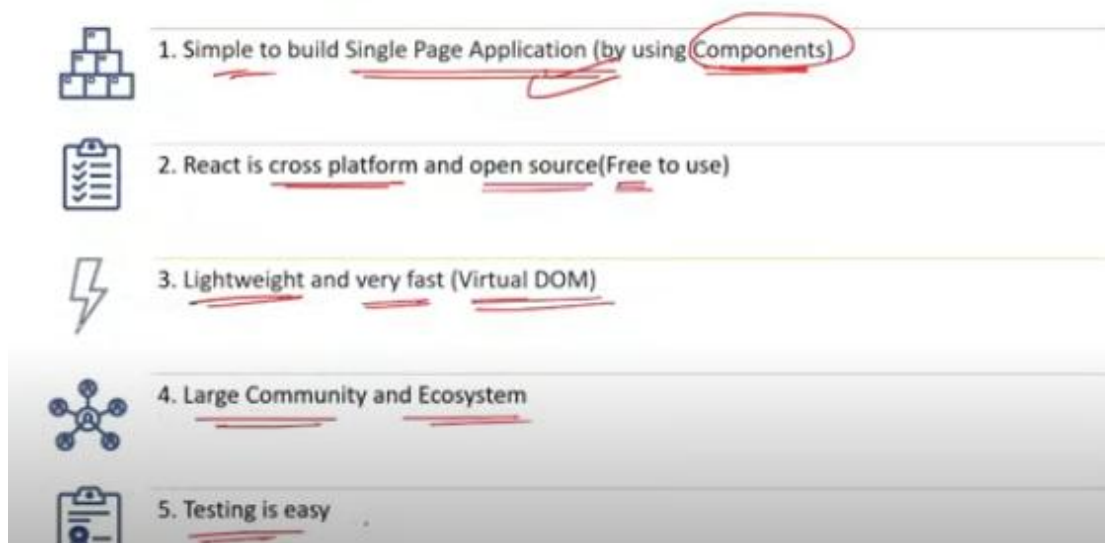 1. Simple to build Single Page Application (by using Components)
2. React is cross platform and open source(Free to use)
3. Lightweight and very fast (Virtual DOM)
4. Large Community and Ecosystem
5. Testing is easy